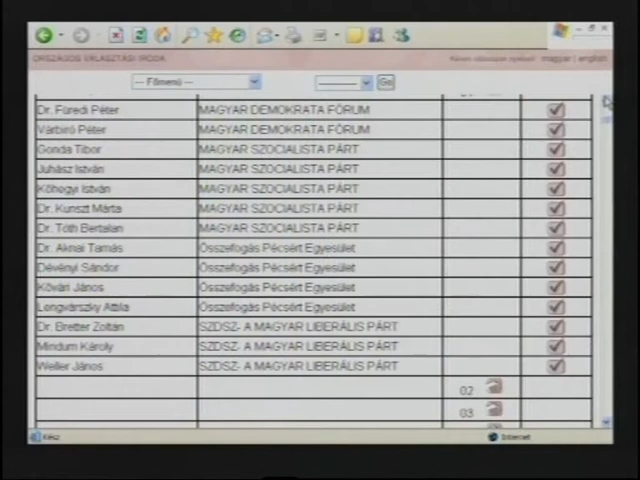 ORSZÁGOS VÁLASZTÁSI IRODA
magyar | english
--- Főmenü ---
Go
Dr. Füredi Péter MAGYAR DEMOKRATA FÓRUM
Várbíró Péter MAGYAR DEMOKRATA FÓRUM
Gonda Tibor MAGYAR SZOCIALISTA PÁRT
Juhász István MAGYAR SZOCIALISTA PÁRT
Kőhegyi István MAGYAR SZOCIALISTA PÁRT
Dr. Kunszt Márta MAGYAR SZOCIALISTA PÁRT
Dr. Tóth Bertalan MAGYAR SZOCIALISTA PÁRT
Dr. Aknai Tamás Összefogás Pécsért Egyesület
Dévényi Sándor Összefogás Pécsért Egyesület
Kővári János Összefogás Pécsért Egyesület
Lengvárszky Attila Összefogás Pécsért Egyesület
Dr. Bretter Zoltán SZDSZ- A MAGYAR LIBERÁLIS PÁRT
Mindum Károly SZDSZ- A MAGYAR LIBERÁLIS PÁRT
Weller János SZDSZ- A MAGYAR LIBERÁLIS PÁRT
02
03
Kész Internet